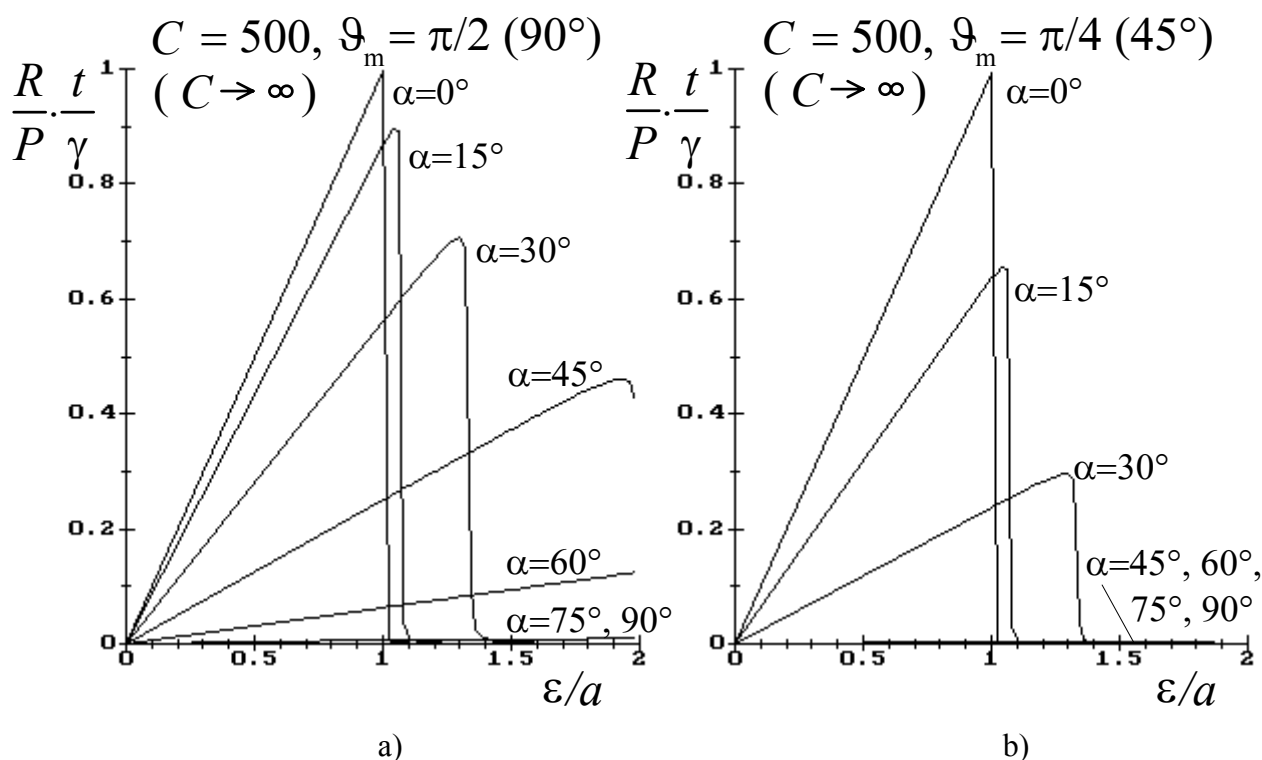 C = 500, ϑm = π/2 (90°)
( C → ∞ )
R/P · t/γ
1
0.8
0.6
0.4
0.2
0
α=0°
α=15°
α=30°
α=45°
α=60°
α=75°, 90°
0 0.5 1 1.5 2
ε/a
a)
C = 500, ϑm = π/4 (45°)
( C → ∞ )
R/P · t/γ
1
0.8
0.6
0.4
0.2
0
α=0°
α=15°
α=30°
α=45°, 60°,
75°, 90°
0 0.5 1 1.5 2
ε/a
b)